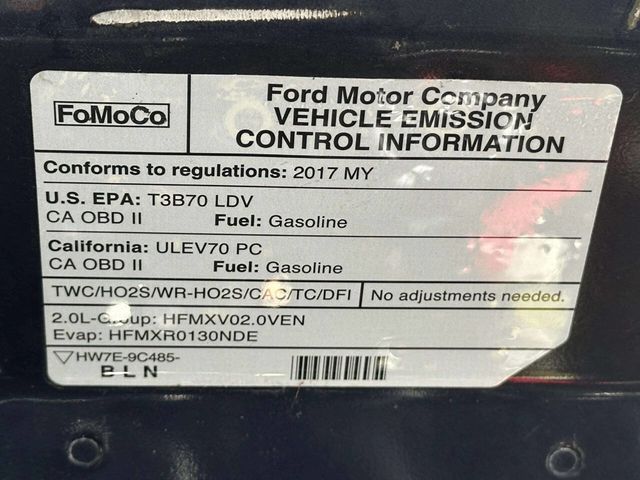 FoMoCo
Ford Motor Company
VEHICLE EMISSION
CONTROL INFORMATION
Conforms to regulations: 2017 MY
U.S. EPA: T3B70 LDV
CA OBD II Fuel: Gasoline
California: ULEV70 PC
CA OBD II Fuel: Gasoline
TWC/HO2S/WR-HO2S/CAC/TC/DFI No adjustments needed.
2.0L-Group: HFMXV02.0VEN
Evap: HFMXR0130NDE
HW7E-9C485-
B L N